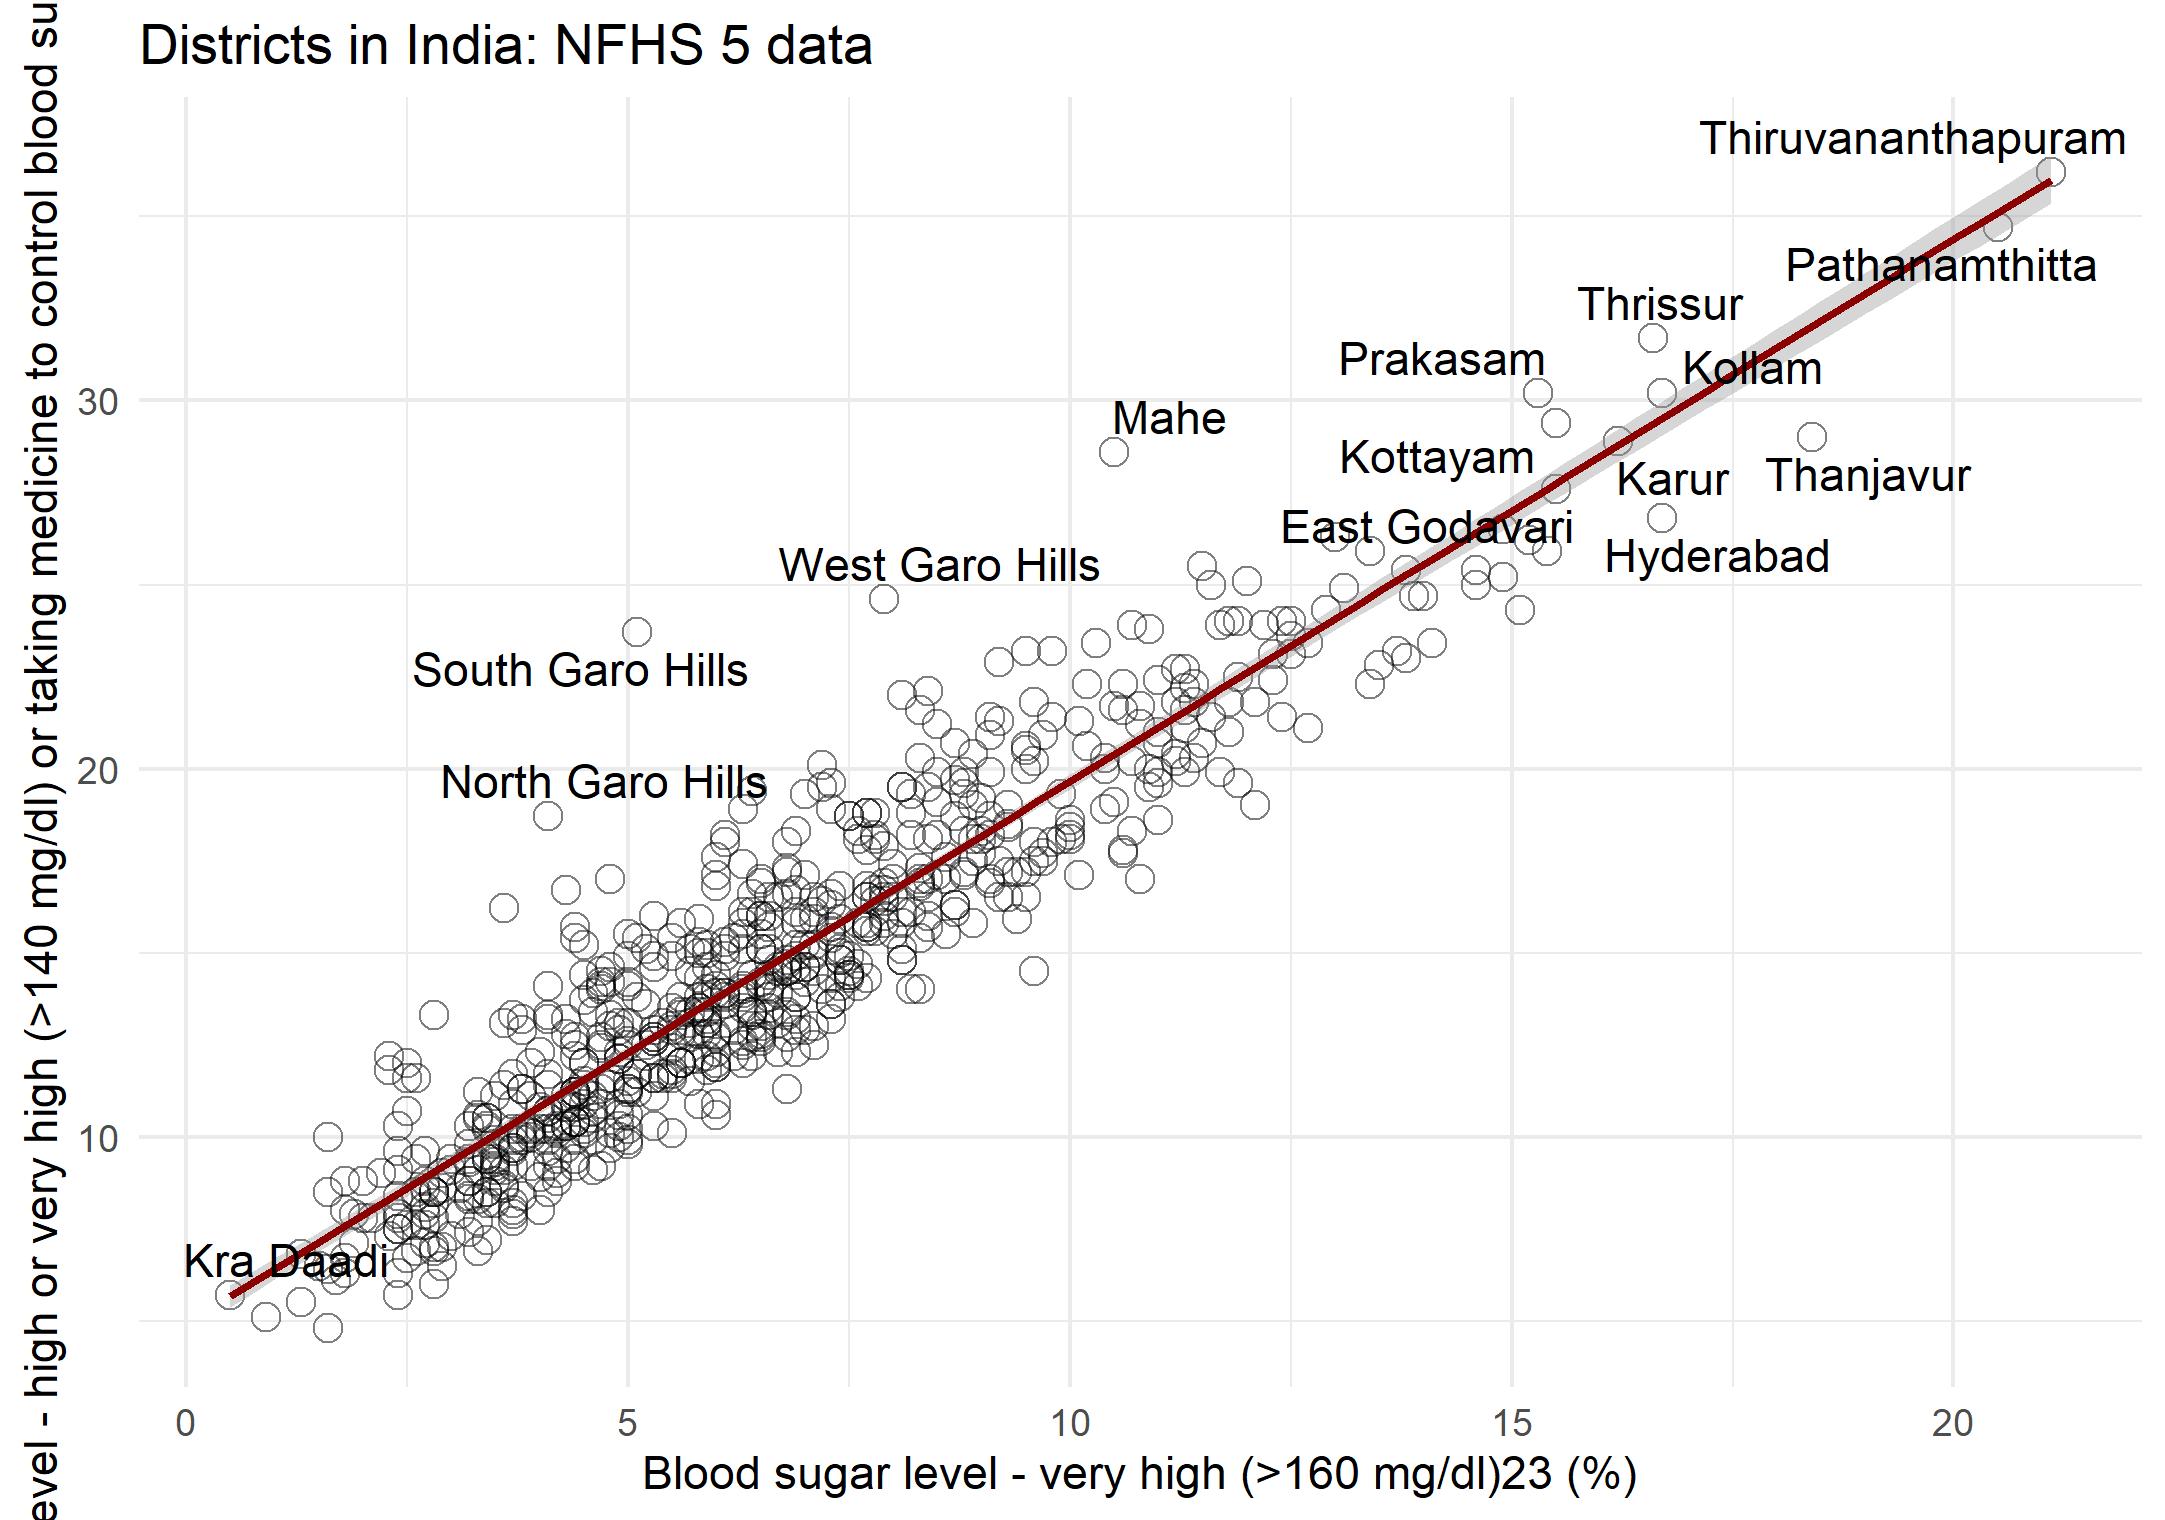 Districts in India: NFHS 5 data
evel - high or very high (>140 mg/dl) or taking medicine to control blood su
Thiruvananthapuram
Pathanamthitta
Thrissur
Prakasam
Kollam
Mahe
Kottayam
Karur
Thanjavur
East Godavari
Hyderabad
West Garo Hills
South Garo Hills
North Garo Hills
Kra Daadi
30
20
10
0 5 10 15 20
Blood sugar level - very high (>160 mg/dl)23 (%)